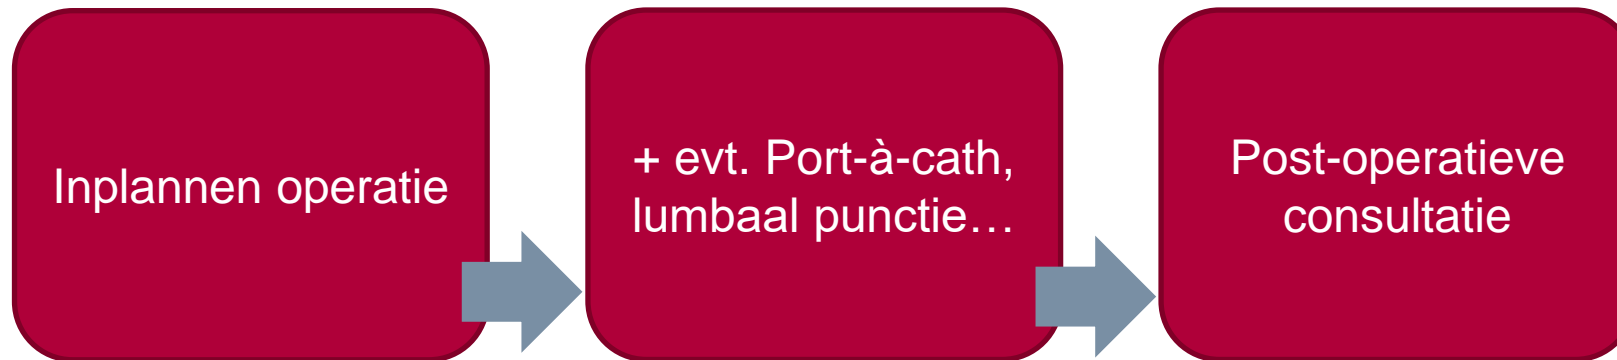 Inplannen operatie
+ evt. Port-à-cath,
lumbaal punctie…
Post-operatieve
consultatie